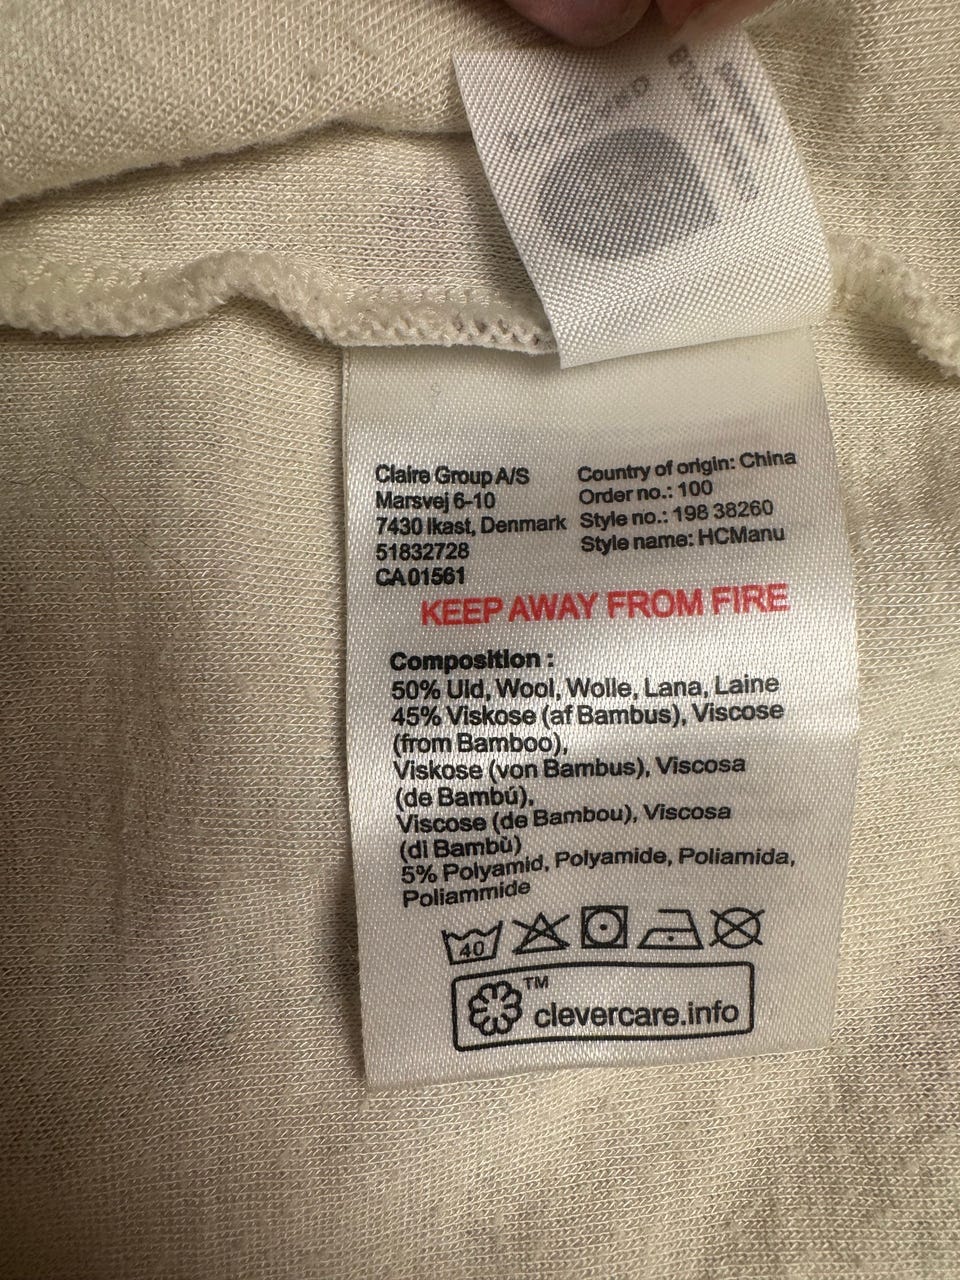 Claire Group A/S
Marsvej 6-10
7430 Ikast, Denmark
51832728
CA01561
Country of origin: China
Order no.: 100
Style no.: 198 38260
Style name: HCManu
KEEP AWAY FROM FIRE
Composition :
50% Uld, Wool, Wolle, Lana, Laine
45% Viskose (af Bambus), Viscose
(from Bamboo),
Viskose (von Bambus), Viscosa
(de Bambú),
Viscose (de Bambou), Viscosa
(di Bambù)
5% Polyamid, Polyamide, Poliamida,
Poliammide
40
TM
clevercare.info